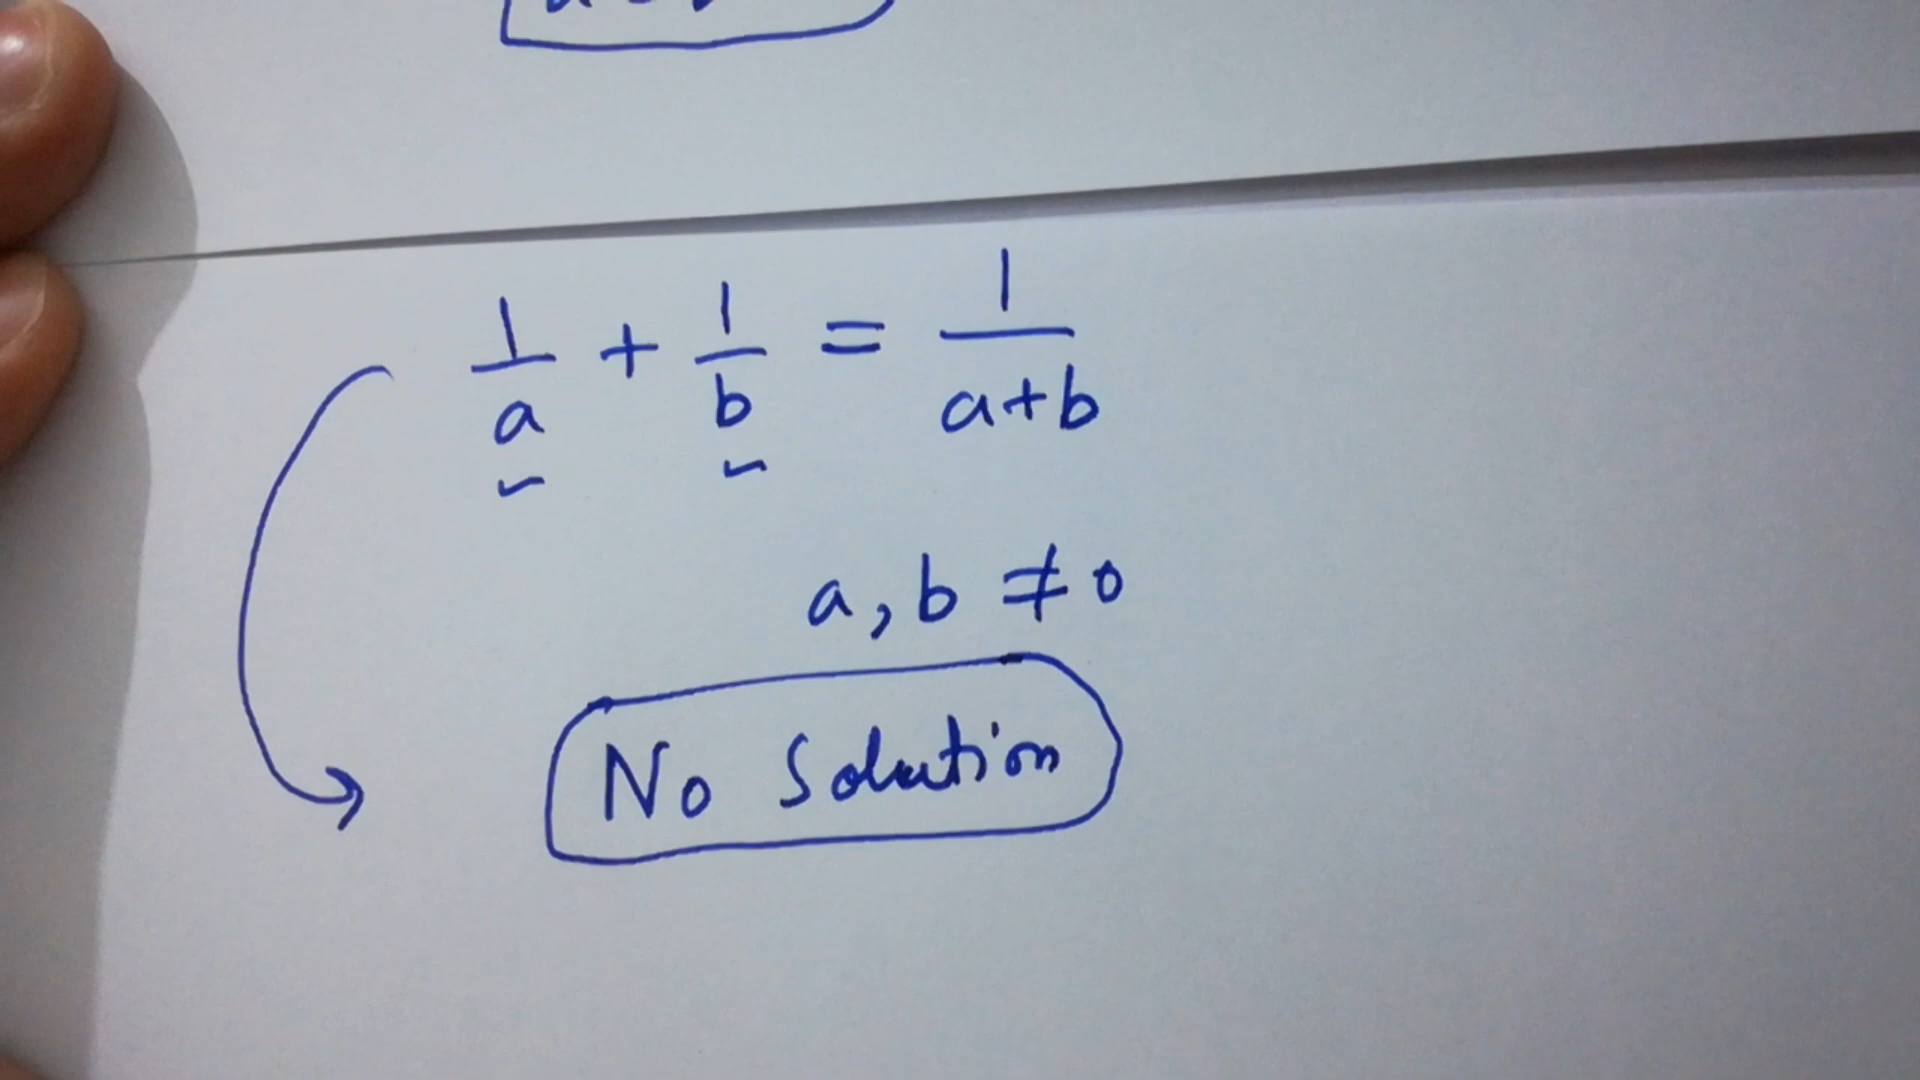 1/a + 1/b = 1/(a+b)
a, b ≠ 0
No Solution